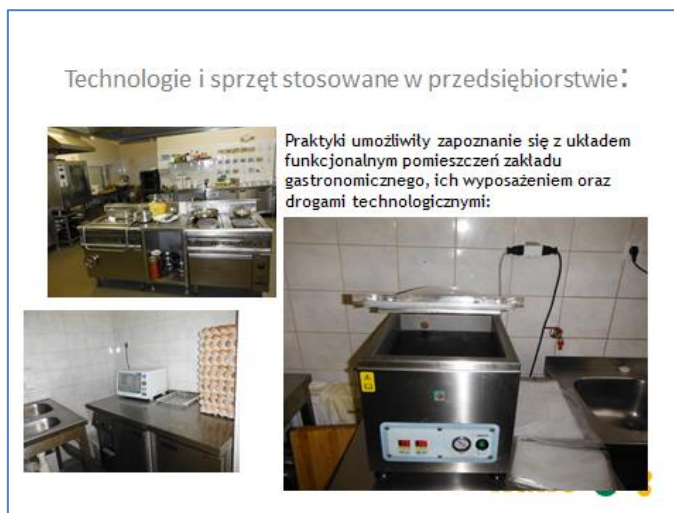 Technologie i sprzęt stosowane w przedsiębiorstwie:
Praktyki umożliwiły zapoznanie się z układem
funkcjonalnym pomieszczeń zakładu
gastronomicznego, ich wyposażeniem oraz
drogami technologicznymi: